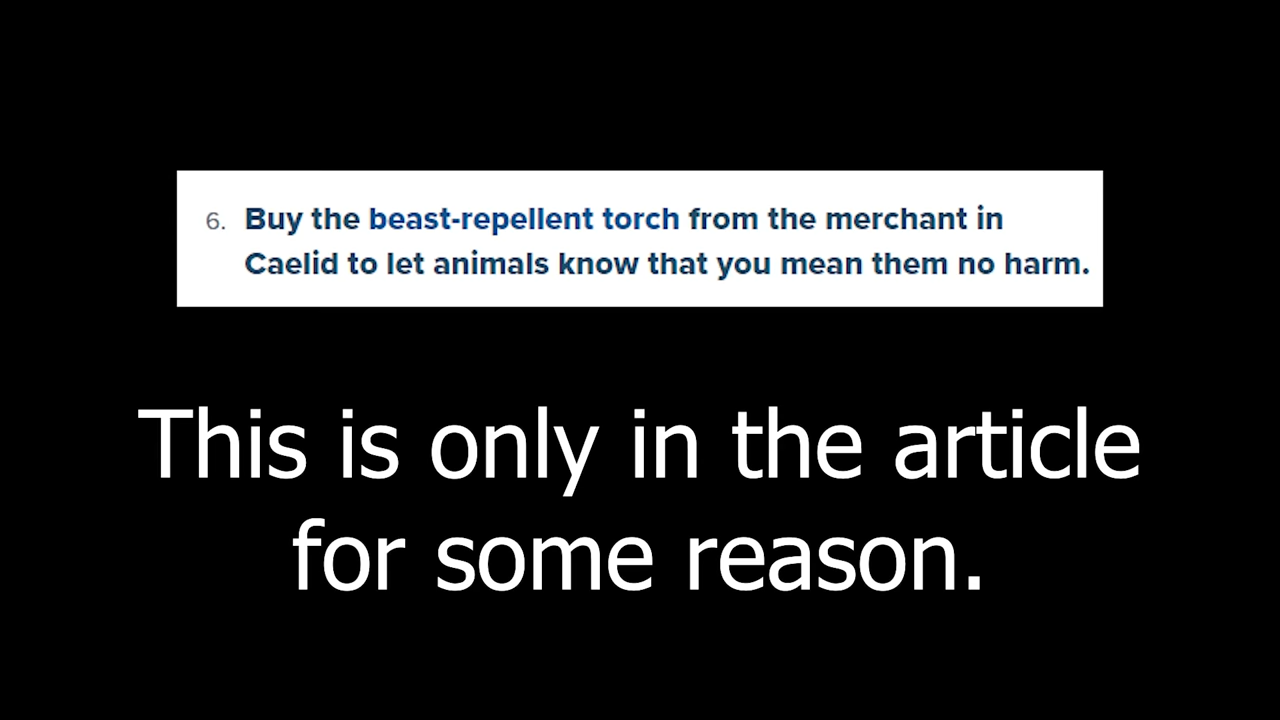 6. Buy the beast-repellent torch from the merchant in
Caelid to let animals know that you mean them no harm.
This is only in the article
for some reason.